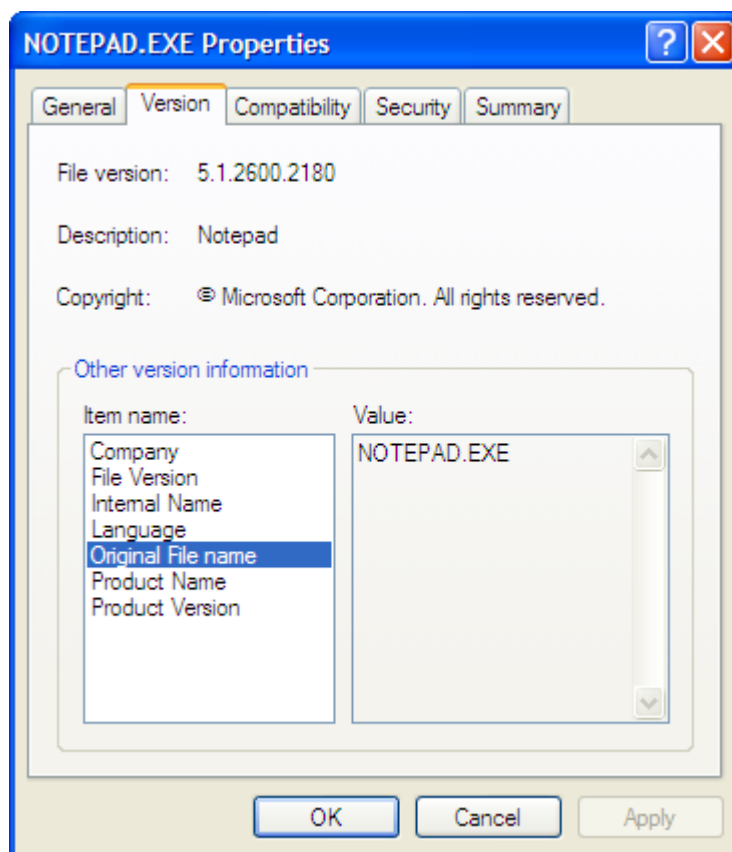 NOTEPAD.EXE Properties
General Version Compatibility Security Summary
File version: 5.1.2600.2180
Description: Notepad
Copyright: © Microsoft Corporation. All rights reserved.
Other version information
Item name: Value:
Company NOTEPAD.EXE
File Version
Internal Name
Language
Original File name
Product Name
Product Version
OK Cancel Apply